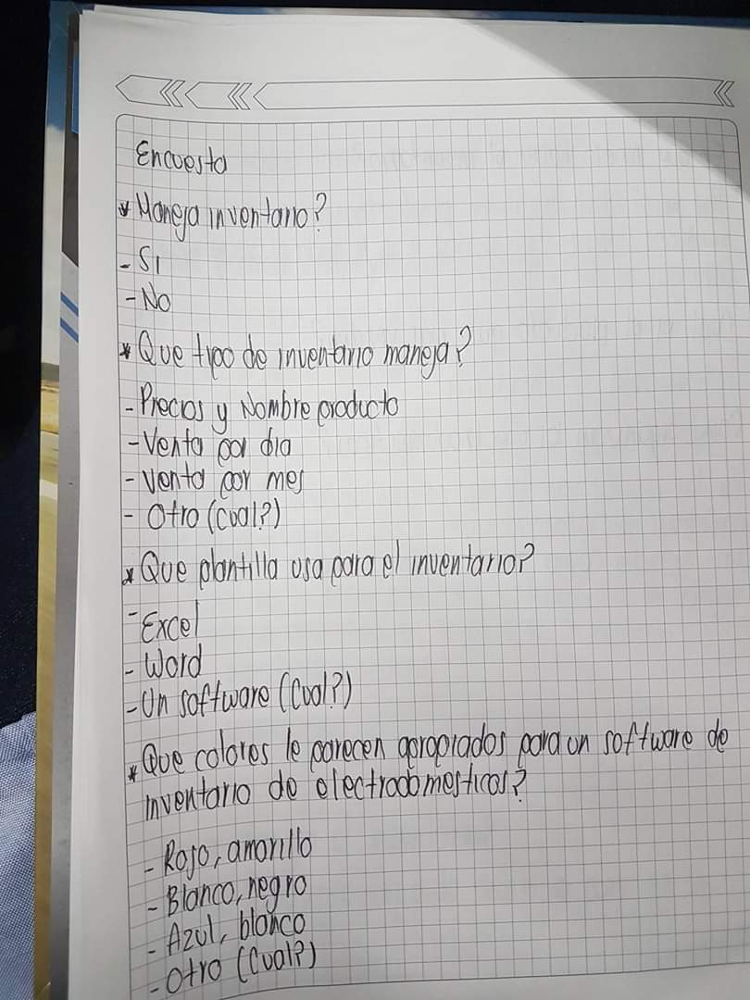 Encuesta
* Maneja inventario?
- Si
- No
* Que tipo de inventario maneja?
- Precios y Nombre producto
- Venta por dia
- Venta por mes
- Otro (Cual?)
* Que plantilla usa para el inventario?
- Excel
- Word
- Un software (Cual?)
* Que colores le parecen apropiados para un software de
inventario de electrodomesticos?
- Rojo, amarillo
- Blanco, negro
- Azul, blanco
- Otro (Cual?)